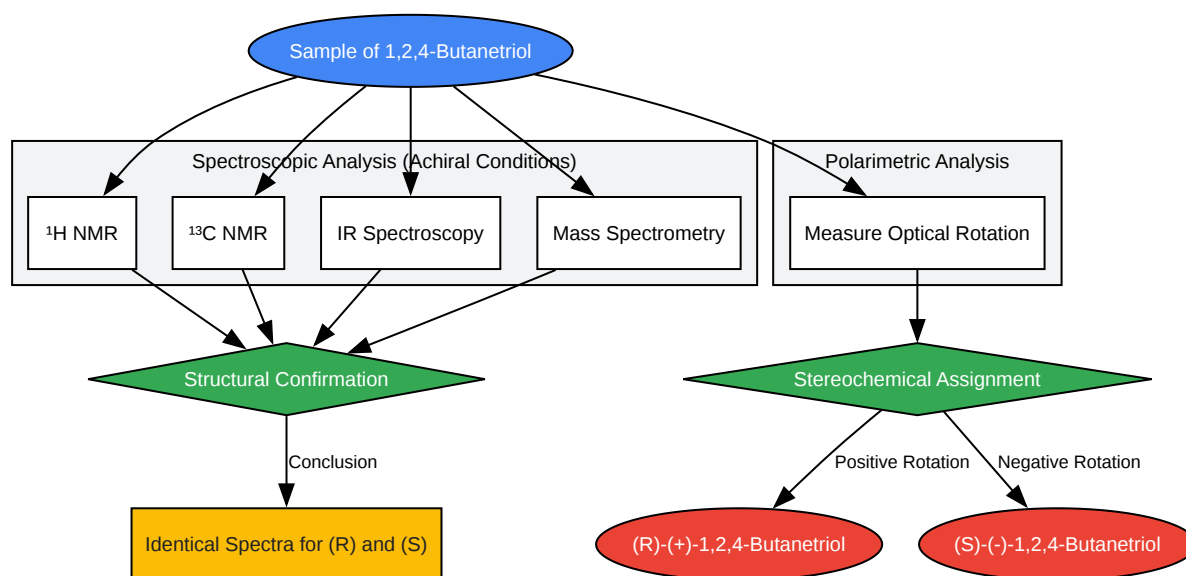 Sample of 1,2,4-Butanetriol
Spectroscopic Analysis (Achiral Conditions)
Polarimetric Analysis
¹H NMR
¹³C NMR
IR Spectroscopy
Mass Spectrometry
Measure Optical Rotation
Structural Confirmation
Stereochemical Assignment
Conclusion
Positive Rotation
Negative Rotation
Identical Spectra for (R) and (S)
(R)-(+)-1,2,4-Butanetriol
(S)-(-)-1,2,4-Butanetriol